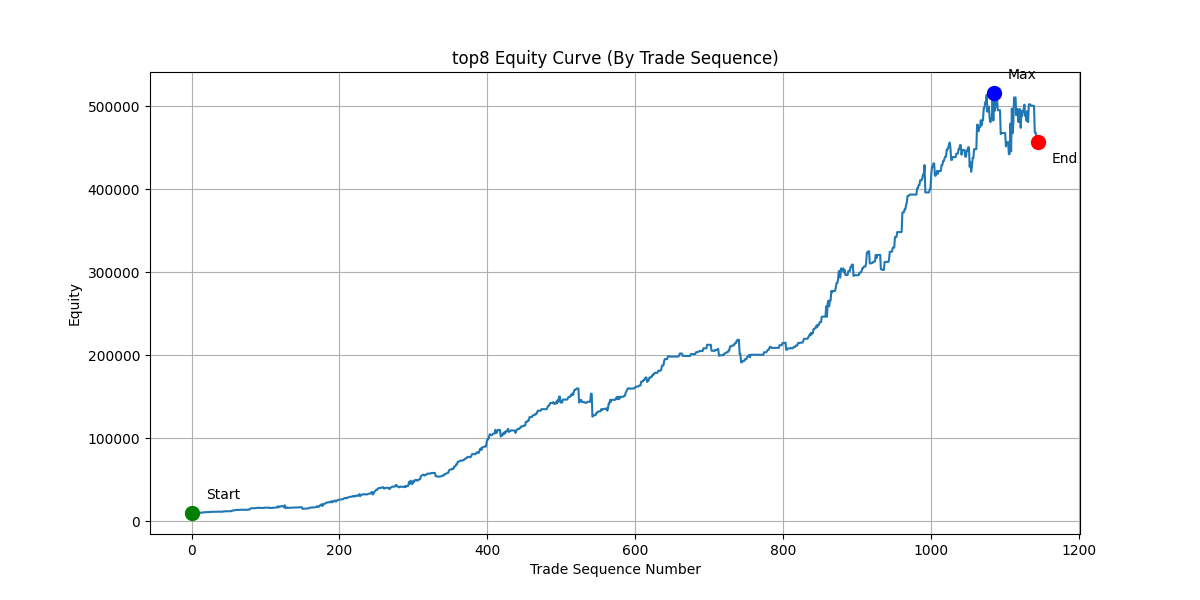 top8 Equity Curve (By Trade Sequence)
Max
500000
End
400000
300000
Equity
200000
100000
Start
0
0 200 400 600 800 1000 1200
Trade Sequence Number